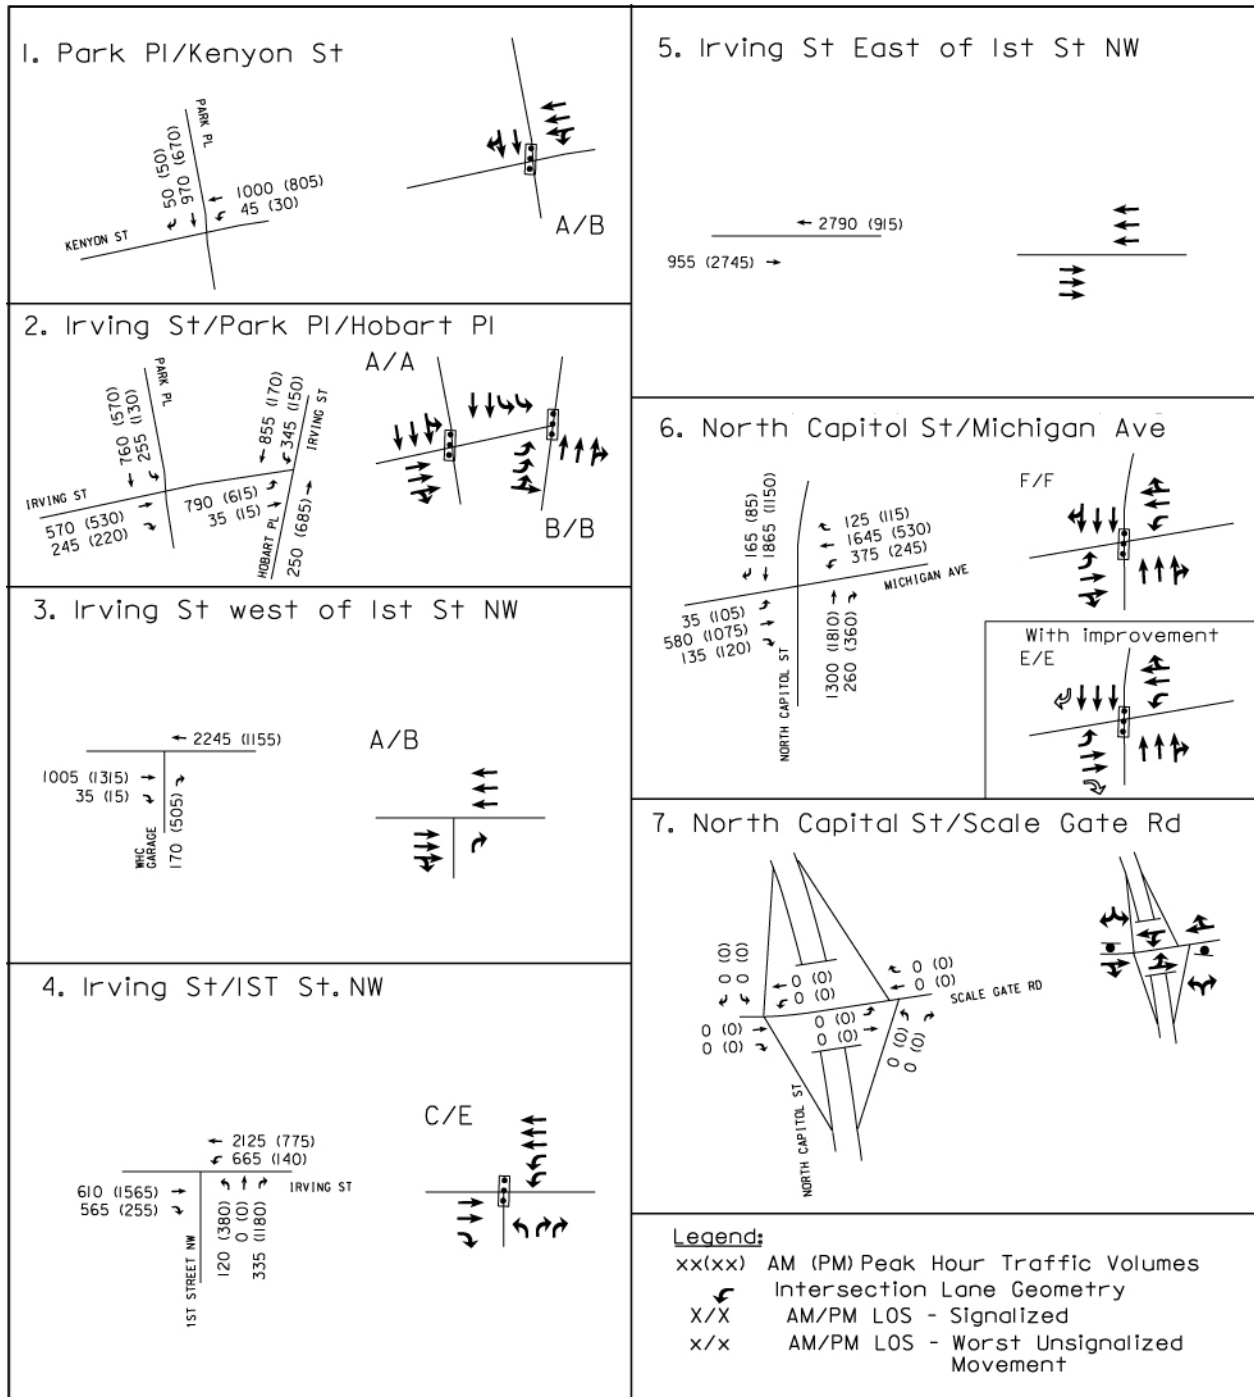 1. Park Pl/Kenyon St
PARK PL
970 (670)
50 (50)
1000 (805)
45 (30)
KENYON ST
A/B
2. Irving St/Park Pl/Hobart Pl
PARK PL
760 (570)
255 (130)
855 (170)
345 (150)
IRVING ST
IRVING ST
570 (530)
245 (220)
790 (615)
35 (15)
HOBART PL
250 (685)
A/A
B/B
3. Irving St west of 1st St NW
2245 (1155)
1005 (1315)
35 (15)
WHC
GARAGE
170 (505)
A/B
4. Irving St/1ST St. NW
2125 (775)
665 (140)
IRVING ST
610 (1565)
565 (255)
1ST STREET NW
120 (380)
0 (0)
335 (1180)
C/E
5. Irving St East of 1st St NW
2790 (915)
955 (2745)
6. North Capitol St/Michigan Ave
165 (85)
1865 (1150)
125 (115)
1645 (530)
375 (245)
MICHIGAN AVE
35 (105)
580 (1075)
135 (120)
NORTH CAPITOL ST
1300 (1810)
260 (360)
F/F
With improvement
E/E
7. North Capital St/Scale Gate Rd
0 (0)
0 (0)
0 (0)
0 (0)
0 (0)
0 (0)
SCALE GATE RD
0 (0)
0 (0)
0 (0)
0 (0)
0 (0)
0 (0)
NORTH CAPITOL ST
Legend:
xx(xx) AM (PM) Peak Hour Traffic Volumes
Intersection Lane Geometry
X/X AM/PM LOS - Signalized
x/x AM/PM LOS - Worst Unsignalized
Movement